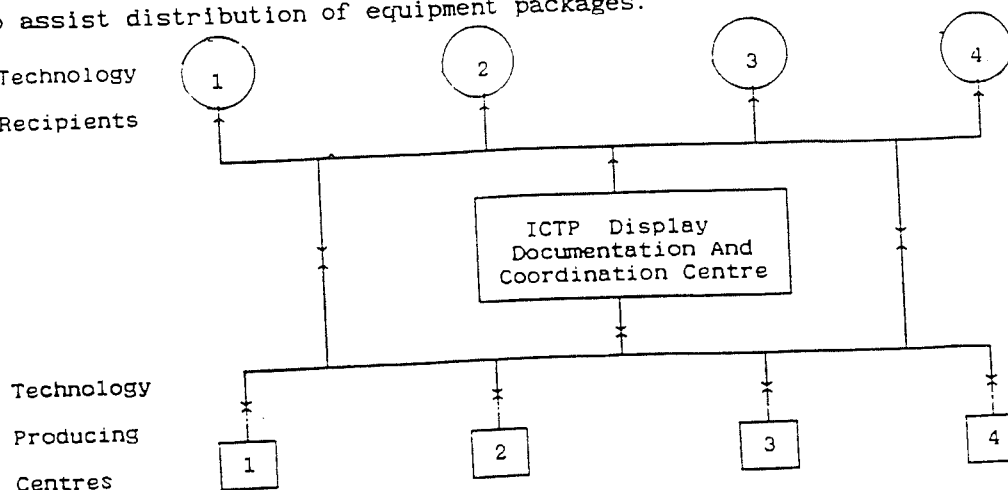 assist distribution of equipment packages.
Technology
Recipients
1
2
3
4
ICTP Display
Documentation And
Coordination Centre
Technology
Producing
Centres
1
2
3
4